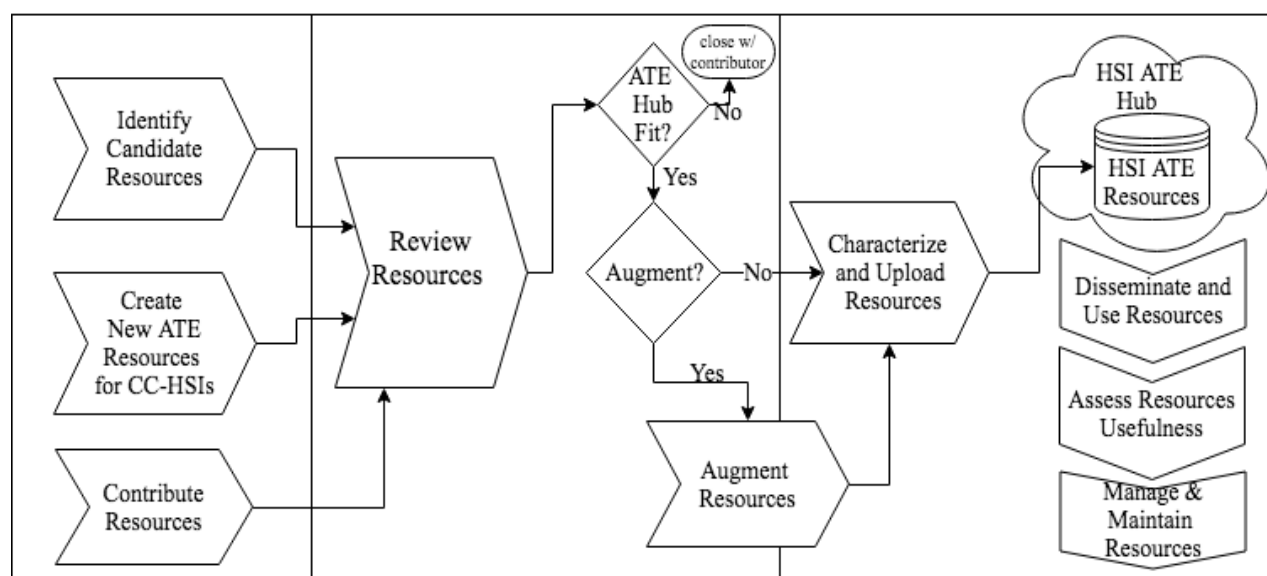 Identify
Candidate
Resources
Create
New ATE
Resources
for CC-HSIs
Contribute
Resources
Review
Resources
ATE
Hub
Fit?
close w/
contributor
No
Yes
Augment?
No
Yes
Augment
Resources
Characterize
and Upload
Resources
HSI ATE
Hub
HSI ATE
Resources
Disseminate and
Use Resources
Assess Resources
Usefulness
Manage &
Maintain
Resources